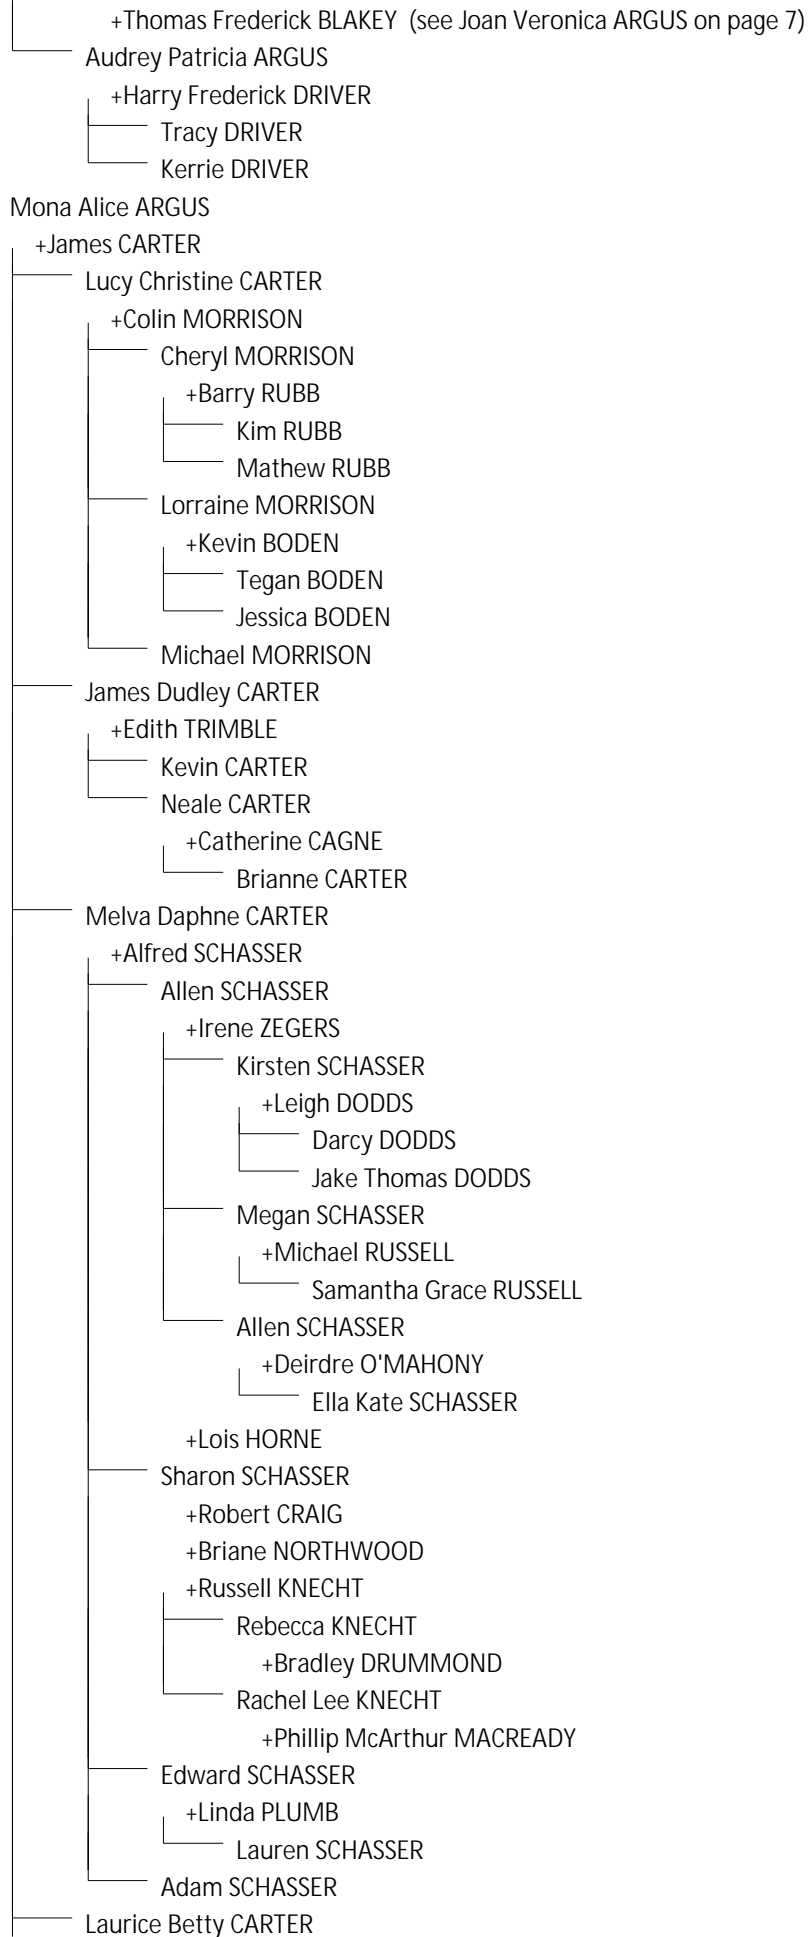 +Thomas Frederick BLAKEY (see Joan Veronica ARGUS on page 7)
Audrey Patricia ARGUS
+Harry Frederick DRIVER
Tracy DRIVER
Kerrie DRIVER
Mona Alice ARGUS
+James CARTER
Lucy Christine CARTER
+Colin MORRISON
Cheryl MORRISON
+Barry RUBB
Kim RUBB
Mathew RUBB
Lorraine MORRISON
+Kevin BODEN
Tegan BODEN
Jessica BODEN
Michael MORRISON
James Dudley CARTER
+Edith TRIMBLE
Kevin CARTER
Neale CARTER
+Catherine CAGNE
Brianne CARTER
Melva Daphne CARTER
+Alfred SCHASSER
Allen SCHASSER
+Irene ZEGERS
Kirsten SCHASSER
+Leigh DODDS
Darcy DODDS
Jake Thomas DODDS
Megan SCHASSER
+Michael RUSSELL
Samantha Grace RUSSELL
Allen SCHASSER
+Deirdre O'MAHONY
Ella Kate SCHASSER
+Lois HORNE
Sharon SCHASSER
+Robert CRAIG
+Briane NORTHWOOD
+Russell KNECHT
Rebecca KNECHT
+Bradley DRUMMOND
Rachel Lee KNECHT
+Phillip McArthur MACREADY
Edward SCHASSER
+Linda PLUMB
Lauren SCHASSER
Adam SCHASSER
Laurice Betty CARTER